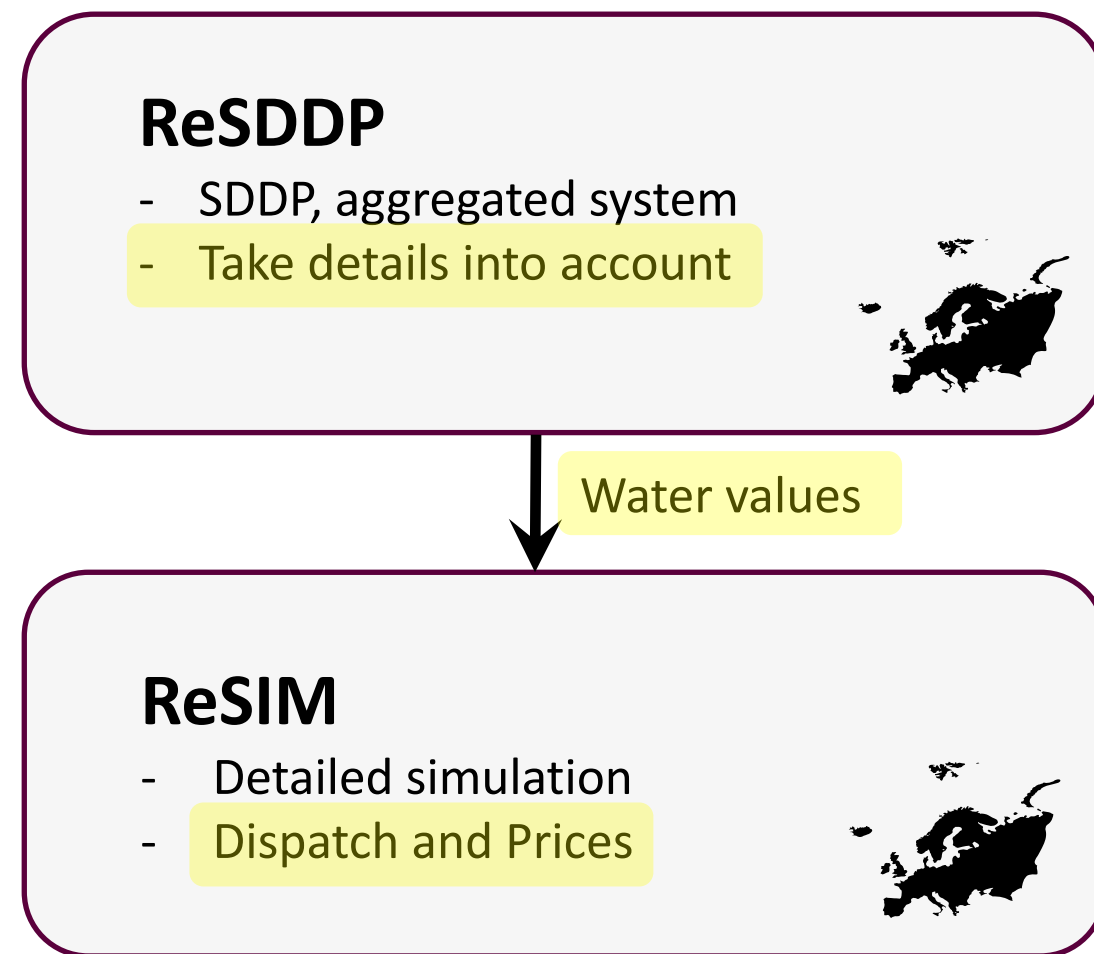 ReSDDP
- SDDP, aggregated system
- Take details into account
Water values
ReSIM
- Detailed simulation
- Dispatch and Prices